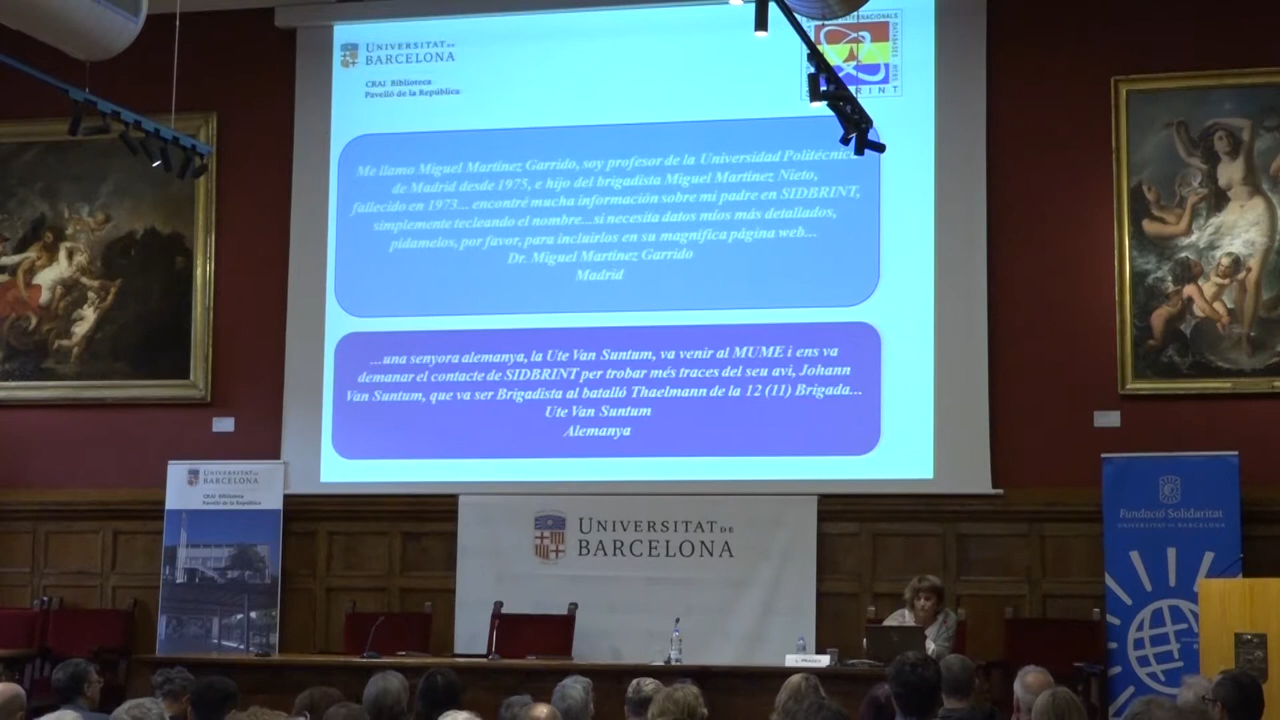 UNIVERSITAT DE
BARCELONA
CRAI Biblioteca
Pavelló de la República
INTERNACIONALS
DATABASES
Me llamo Miguel Martínez Garrido, soy profesor de la Universidad Politécnica
de Madrid desde 1975, e hijo del brigadista Miguel Martínez Nieto,
fallecido en 1973... encontré mucha información sobre mi padre en SIDBRINT,
simplemente tecleando el nombre...si necesita datos míos más detallados,
pídamelos, por favor, para incluirlos en su magnífica página web...
Dr. Miguel Martínez Garrido
Madrid
...una senyora alemanya, la Ute Van Suntum, va venir al MUME i ens va
demanar el contacte de SIDBRINT per trobar més traces del seu avi, Johann
Van Suntum, que va ser Brigadista al batalló Thaelmann de la 12 (11) Brigada...
Ute Van Suntum
Alemanya
UNIVERSITAT DE
BARCELONA
CRAI Biblioteca
Pavelló de la República
UNIVERSITAT DE
BARCELONA
Fundació Solidaritat
UNIVERSITAT DE BARCELONA